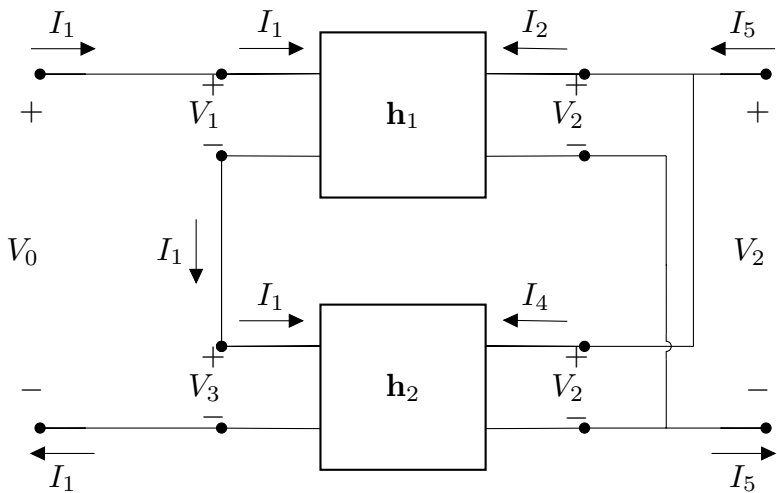 I₁ I₁ I₂ I₅
+ + + +
V₁ h₁ V₂
− −
V₀ I₁ V₂
I₁ I₄
+ +
− V₃ h₂ V₂ −
− −
I₁ I₅